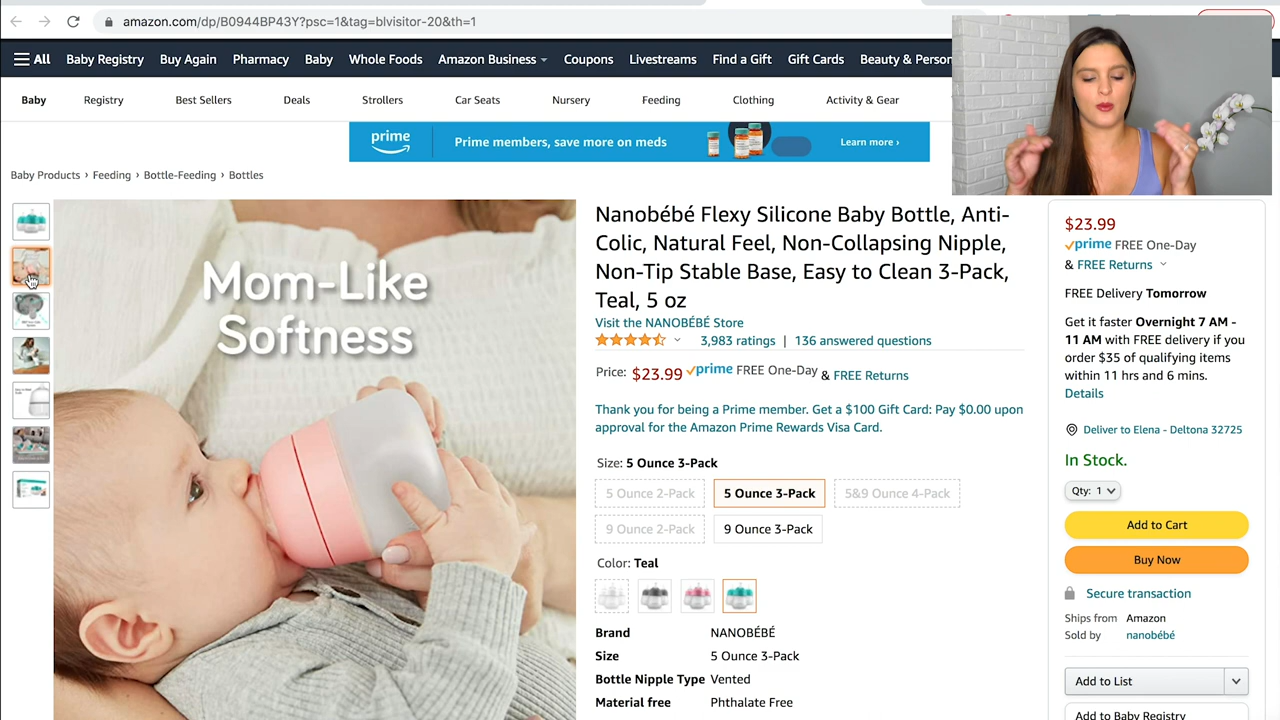 amazon.com/dp/B0944BP43Y?psc=1&tag=blvisitor-20&th=1
All Baby Registry Buy Again Pharmacy Baby Whole Foods Amazon Business Coupons Livestreams Find a Gift Gift Cards Beauty & Person
Baby Registry Best Sellers Deals Strollers Car Seats Nursery Feeding Clothing Activity & Gear
prime Prime members, save more on meds Learn more ›
Baby Products › Feeding › Bottle-Feeding › Bottles
Mom-Like
Softness
Nanobébé Flexy Silicone Baby Bottle, Anti-
Colic, Natural Feel, Non-Collapsing Nipple,
Non-Tip Stable Base, Easy to Clean 3-Pack,
Teal, 5 oz
Visit the NANOBÉBÉ Store
3,983 ratings | 136 answered questions
Price: $23.99 prime FREE One-Day & FREE Returns
Thank you for being a Prime member. Get a $100 Gift Card: Pay $0.00 upon
approval for the Amazon Prime Rewards Visa Card.
Size: 5 Ounce 3-Pack
5 Ounce 2-Pack 5 Ounce 3-Pack 5&9 Ounce 4-Pack
9 Ounce 2-Pack 9 Ounce 3-Pack
Color: Teal
Brand NANOBÉBÉ
Size 5 Ounce 3-Pack
Bottle Nipple Type Vented
Material free Phthalate Free
$23.99
prime FREE One-Day
& FREE Returns
FREE Delivery Tomorrow
Get it faster Overnight 7 AM -
11 AM with FREE delivery if you
order $35 of qualifying items
within 11 hrs and 6 mins.
Details
Deliver to Elena - Deltona 32725
In Stock.
Qty: 1
Add to Cart
Buy Now
Secure transaction
Ships from Amazon
Sold by nanobébé
Add to List
Add to Baby Registry